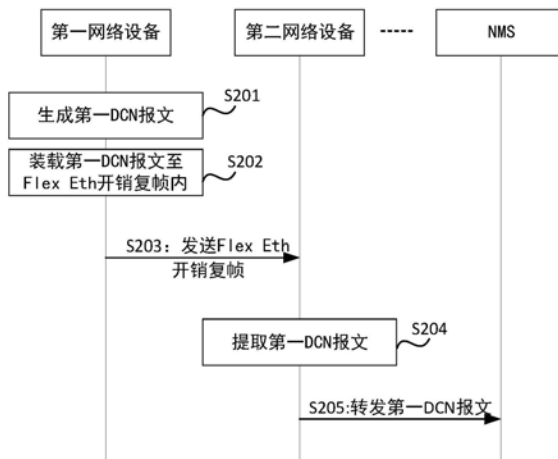 第一网络设备
第二网络设备
NMS
生成第一DCN报文
S201
装载第一DCN报文至
Flex Eth开销复帧内
S202
S203：发送Flex Eth
开销复帧
提取第一DCN报文
S204
S205:转发第一DCN报文